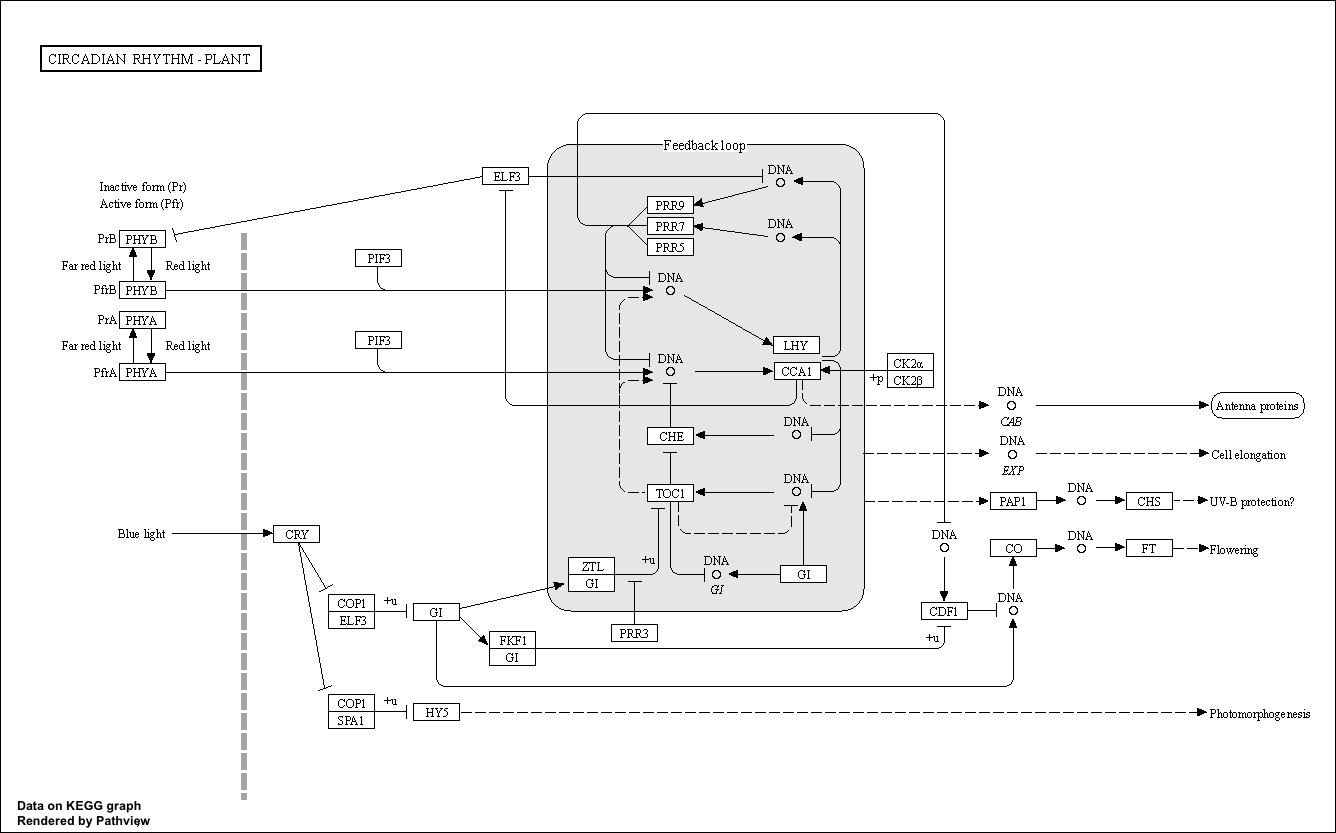 CIRCADIAN RHYTHM - PLANT
Feedback loop
DNA
ELF3
Inactive form (Pr)
Active form (Pfr)
PRR9
PRR7
DNA
PRR5
PrB PHYB
Far red light
Red light
PIF3
DNA
PfrB PHYB
PrA PHYA
Far red light
Red light
PIF3
LHY
DNA
CK2α
PfrA PHYA
CCA1
+p
CK2β
DNA
CAB
Antenna proteins
DNA
CHE
DNA
EXP
Cell elongation
DNA
TOC1
PAP1
DNA
CHS
UV-B protection?
Blue light
CRY
DNA
CO
DNA
FT
Flowering
ZTL
GI
+u
DNA
GI
GI
COP1
ELF3
+u
GI
CDF1
DNA
PRR3
FKF1
GI
+u
COP1
SPA1
+u
HY5
Photomorphogenesis
Data on KEGG graph
Rendered by Pathview